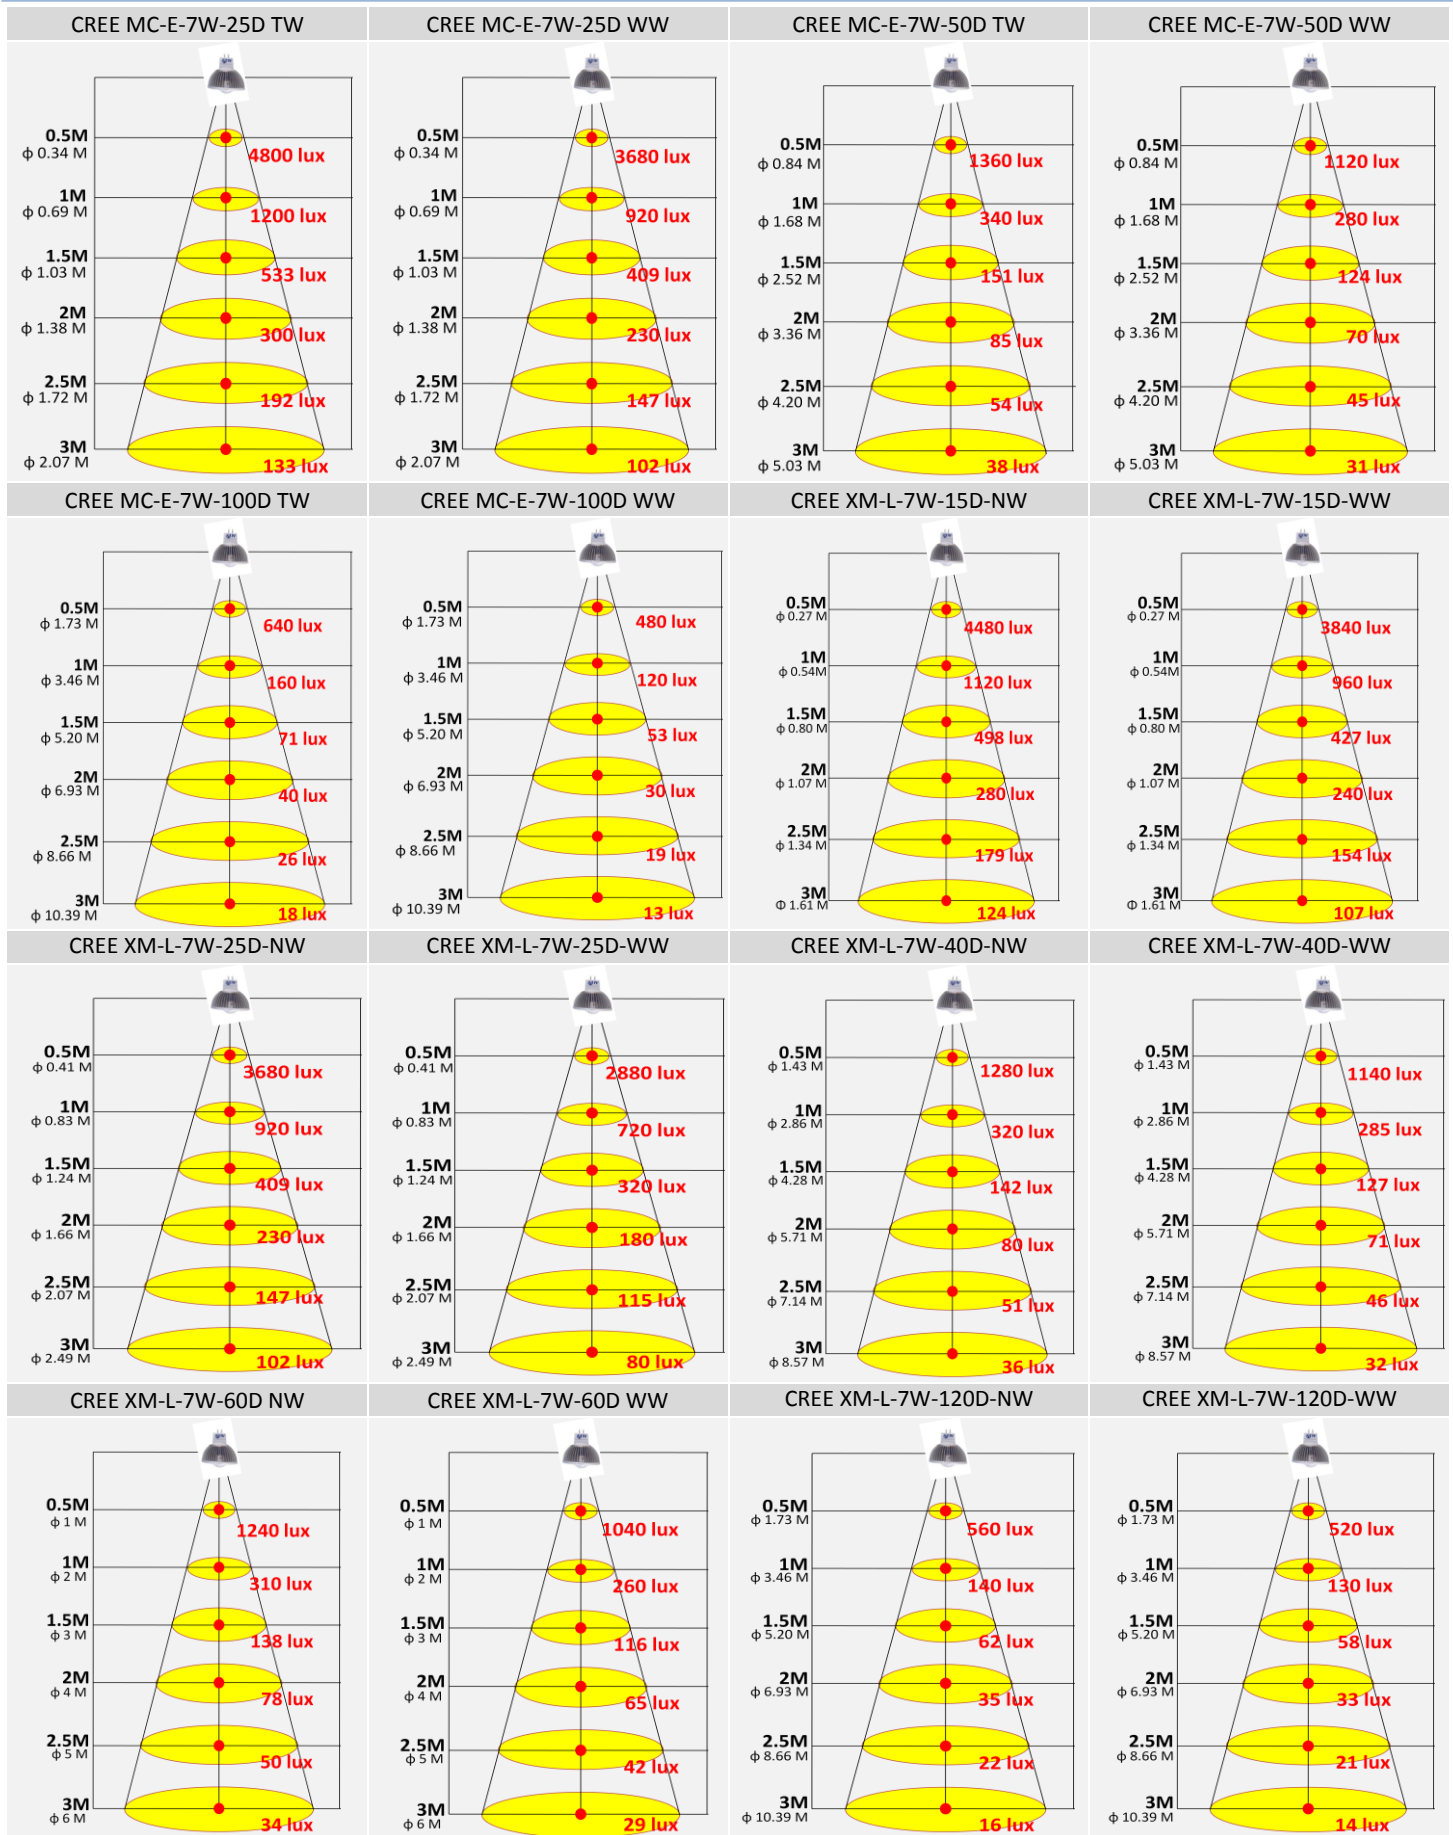 CREE MC-E-7W-25D TW
0.5M
ϕ 0.34 M
4800 lux
1M
ϕ 0.69 M
1200 lux
1.5M
ϕ 1.03 M
533 lux
2M
ϕ 1.38 M
300 lux
2.5M
ϕ 1.72 M
192 lux
3M
ϕ 2.07 M
133 lux
CREE MC-E-7W-25D WW
0.5M
ϕ 0.34 M
3680 lux
1M
ϕ 0.69 M
920 lux
1.5M
ϕ 1.03 M
409 lux
2M
ϕ 1.38 M
230 lux
2.5M
ϕ 1.72 M
147 lux
3M
ϕ 2.07 M
102 lux
CREE MC-E-7W-50D TW
0.5M
ϕ 0.84 M
1360 lux
1M
ϕ 1.68 M
340 lux
1.5M
ϕ 2.52 M
151 lux
2M
ϕ 3.36 M
85 lux
2.5M
ϕ 4.20 M
54 lux
3M
ϕ 5.03 M
38 lux
CREE MC-E-7W-50D WW
0.5M
ϕ 0.84 M
1120 lux
1M
ϕ 1.68 M
280 lux
1.5M
ϕ 2.52 M
124 lux
2M
ϕ 3.36 M
70 lux
2.5M
ϕ 4.20 M
45 lux
3M
ϕ 5.03 M
31 lux
CREE MC-E-7W-100D TW
0.5M
ϕ 1.73 M
640 lux
1M
ϕ 3.46 M
160 lux
1.5M
ϕ 5.20 M
71 lux
2M
ϕ 6.93 M
40 lux
2.5M
ϕ 8.66 M
26 lux
3M
ϕ 10.39 M
18 lux
CREE MC-E-7W-100D WW
0.5M
ϕ 1.73 M
480 lux
1M
ϕ 3.46 M
120 lux
1.5M
ϕ 5.20 M
53 lux
2M
ϕ 6.93 M
30 lux
2.5M
ϕ 8.66 M
19 lux
3M
ϕ 10.39 M
13 lux
CREE XM-L-7W-15D-NW
0.5M
ϕ 0.27 M
4480 lux
1M
ϕ 0.54M
1120 lux
1.5M
ϕ 0.80 M
498 lux
2M
ϕ 1.07 M
280 lux
2.5M
ϕ 1.34 M
179 lux
3M
Φ 1.61 M
124 lux
CREE XM-L-7W-15D-WW
0.5M
ϕ 0.27 M
3840 lux
1M
ϕ 0.54M
960 lux
1.5M
ϕ 0.80 M
427 lux
2M
ϕ 1.07 M
240 lux
2.5M
ϕ 1.34 M
154 lux
3M
Φ 1.61 M
107 lux
CREE XM-L-7W-25D-NW
0.5M
ϕ 0.41 M
3680 lux
1M
ϕ 0.83 M
920 lux
1.5M
ϕ 1.24 M
409 lux
2M
ϕ 1.66 M
230 lux
2.5M
ϕ 2.07 M
147 lux
3M
ϕ 2.49 M
102 lux
CREE XM-L-7W-25D-WW
0.5M
ϕ 0.41 M
2880 lux
1M
ϕ 0.83 M
720 lux
1.5M
ϕ 1.24 M
320 lux
2M
ϕ 1.66 M
180 lux
2.5M
ϕ 2.07 M
115 lux
3M
ϕ 2.49 M
80 lux
CREE XM-L-7W-40D-NW
0.5M
ϕ 1.43 M
1280 lux
1M
ϕ 2.86 M
320 lux
1.5M
ϕ 4.28 M
142 lux
2M
ϕ 5.71 M
80 lux
2.5M
ϕ 7.14 M
51 lux
3M
ϕ 8.57 M
36 lux
CREE XM-L-7W-40D-WW
0.5M
ϕ 1.43 M
1140 lux
1M
ϕ 2.86 M
285 lux
1.5M
ϕ 4.28 M
127 lux
2M
ϕ 5.71 M
71 lux
2.5M
ϕ 7.14 M
46 lux
3M
ϕ 8.57 M
32 lux
CREE XM-L-7W-60D NW
0.5M
ϕ 1 M
1240 lux
1M
ϕ 2 M
310 lux
1.5M
ϕ 3 M
138 lux
2M
ϕ 4 M
78 lux
2.5M
ϕ 5 M
50 lux
3M
ϕ 6 M
34 lux
CREE XM-L-7W-60D WW
0.5M
ϕ 1 M
1040 lux
1M
ϕ 2 M
260 lux
1.5M
ϕ 3 M
116 lux
2M
ϕ 4 M
65 lux
2.5M
ϕ 5 M
42 lux
3M
ϕ 6 M
29 lux
CREE XM-L-7W-120D-NW
0.5M
ϕ 1.73 M
560 lux
1M
ϕ 3.46 M
140 lux
1.5M
ϕ 5.20 M
62 lux
2M
ϕ 6.93 M
35 lux
2.5M
ϕ 8.66 M
22 lux
3M
ϕ 10.39 M
16 lux
CREE XM-L-7W-120D-WW
0.5M
ϕ 1.73 M
520 lux
1M
ϕ 3.46 M
130 lux
1.5M
ϕ 5.20 M
58 lux
2M
ϕ 6.93 M
33 lux
2.5M
ϕ 8.66 M
21 lux
3M
ϕ 10.39 M
14 lux